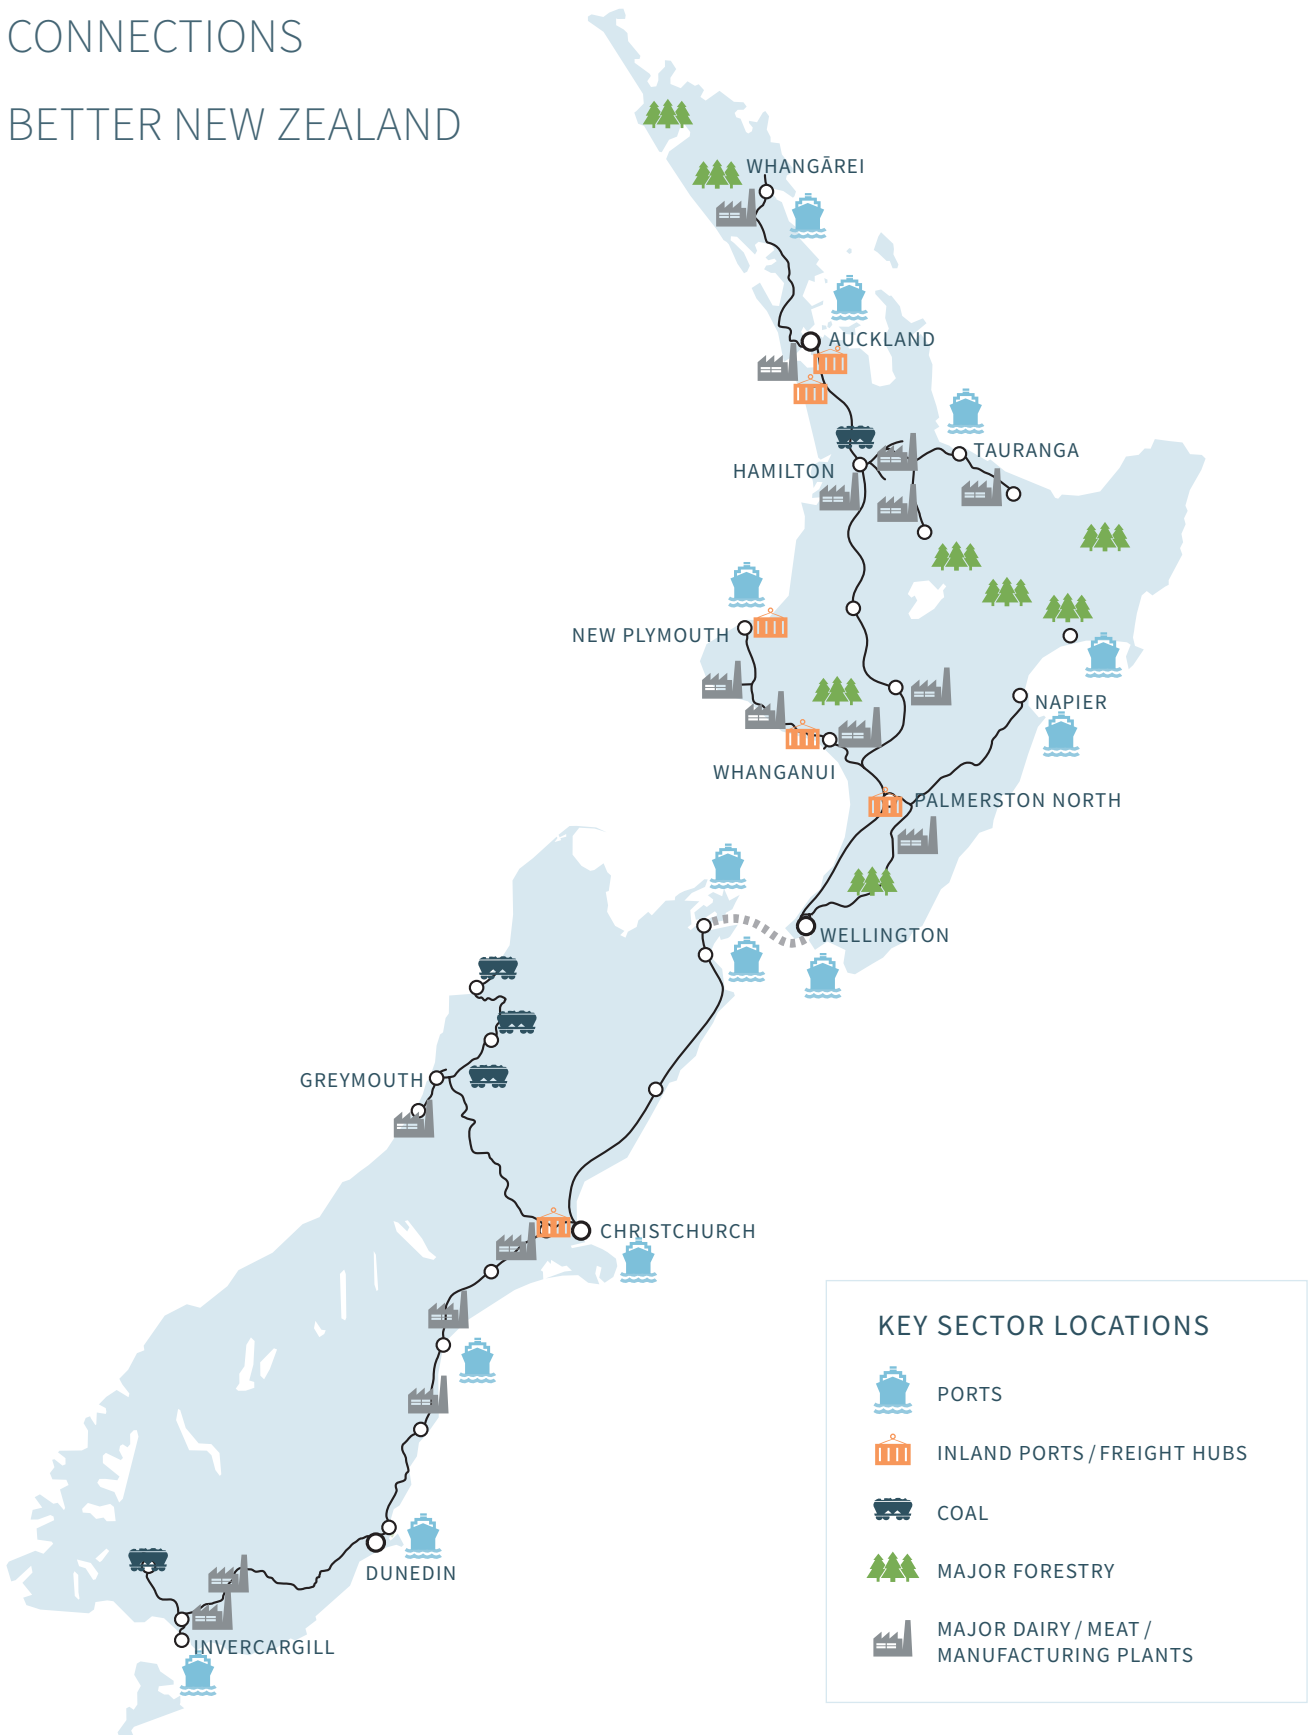 CONNECTIONS
BETTER NEW ZEALAND
WHANGĀREI
AUCKLAND
TAURANGA
HAMILTON
NEW PLYMOUTH
NAPIER
WHANGANUI
PALMERSTON NORTH
WELLINGTON
GREYMOUTH
CHRISTCHURCH
DUNEDIN
INVERCARGILL
KEY SECTOR LOCATIONS
PORTS
INLAND PORTS / FREIGHT HUBS
COAL
MAJOR FORESTRY
MAJOR DAIRY / MEAT /
MANUFACTURING PLANTS